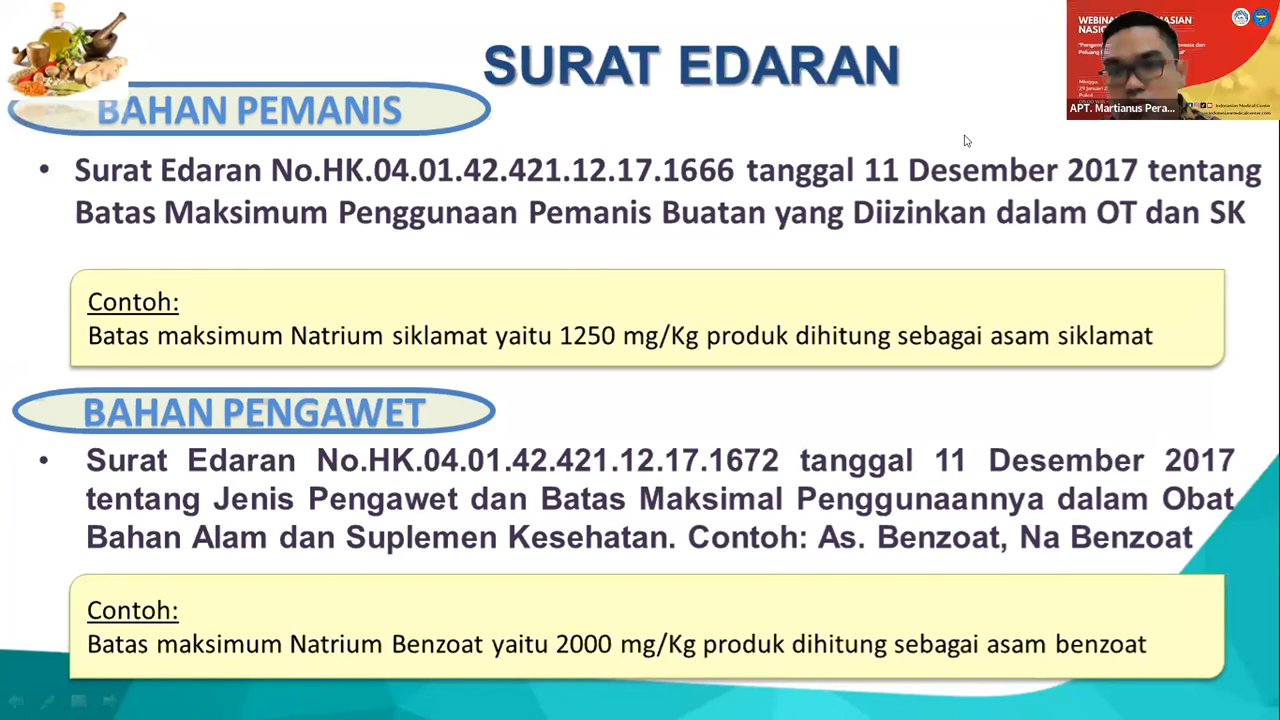 SURAT EDARAN
WEBINA
ASIAN
NASI
BAHAN PEMANIS
APT. Martianus Pera...
• Surat Edaran No.HK.04.01.42.421.12.17.1666 tanggal 11 Desember 2017 tentang
Batas Maksimum Penggunaan Pemanis Buatan yang Diizinkan dalam OT dan SK
Contoh:
Batas maksimum Natrium siklamat yaitu 1250 mg/Kg produk dihitung sebagai asam siklamat
BAHAN PENGAWET
• Surat Edaran No.HK.04.01.42.421.12.17.1672 tanggal 11 Desember 2017
tentang Jenis Pengawet dan Batas Maksimal Penggunaannya dalam Obat
Bahan Alam dan Suplemen Kesehatan. Contoh: As. Benzoat, Na Benzoat
Contoh:
Batas maksimum Natrium Benzoat yaitu 2000 mg/Kg produk dihitung sebagai asam benzoat